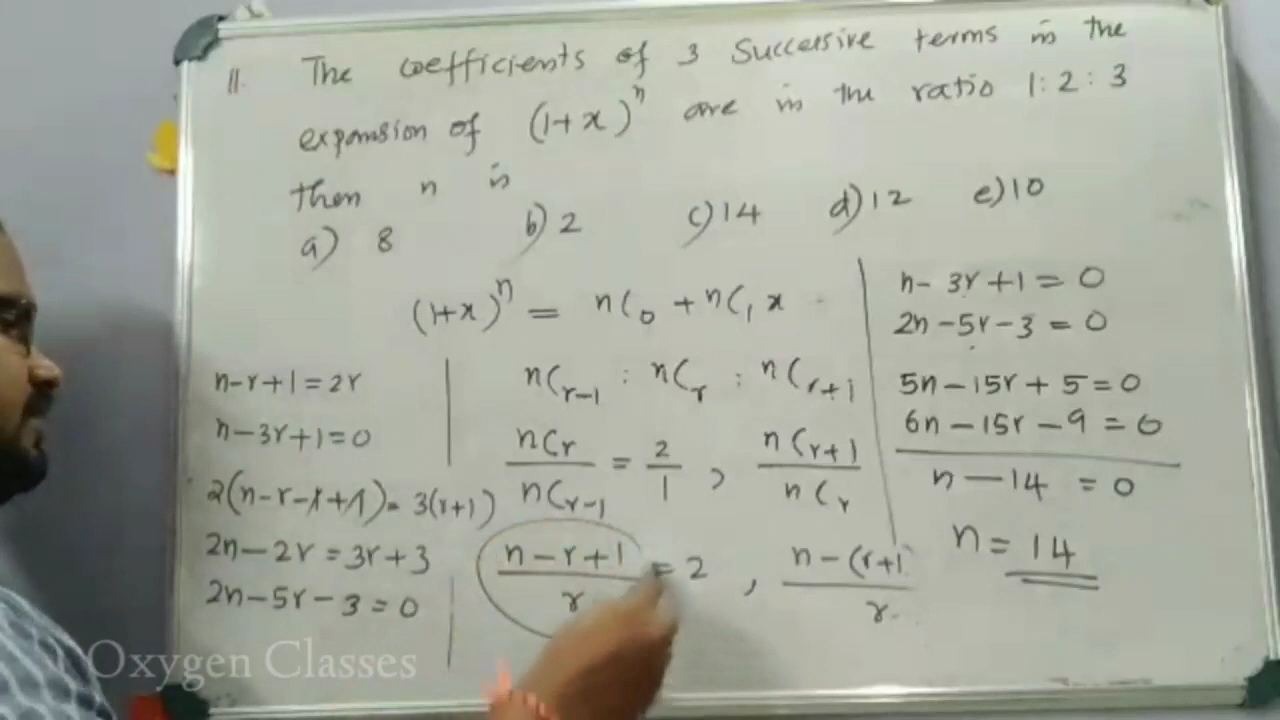 11. The coefficients of 3 Successive terms in the
expansion of (1+x)^n are in the ratio 1:2:3
then n is
a) 8 b) 2 c) 14 d) 12 e) 10
(1+x)^n = nC0 + nC1 x
n-r+1=2r
n-3r+1=0
2(n-r-1+1)=3(r+1)
2n-2r=3r+3
2n-5r-3=0
nCr-1 : nCr : nCr+1
nCr/nCr-1 = 2/1 , nCr+1/nCr
n-r+1/r = 2 , n-(r+1)/r
n-3r+1=0
2n-5r-3=0
5n-15r+5=0
6n-15r-9=0
n-14=0
n=14
Oxygen Classes